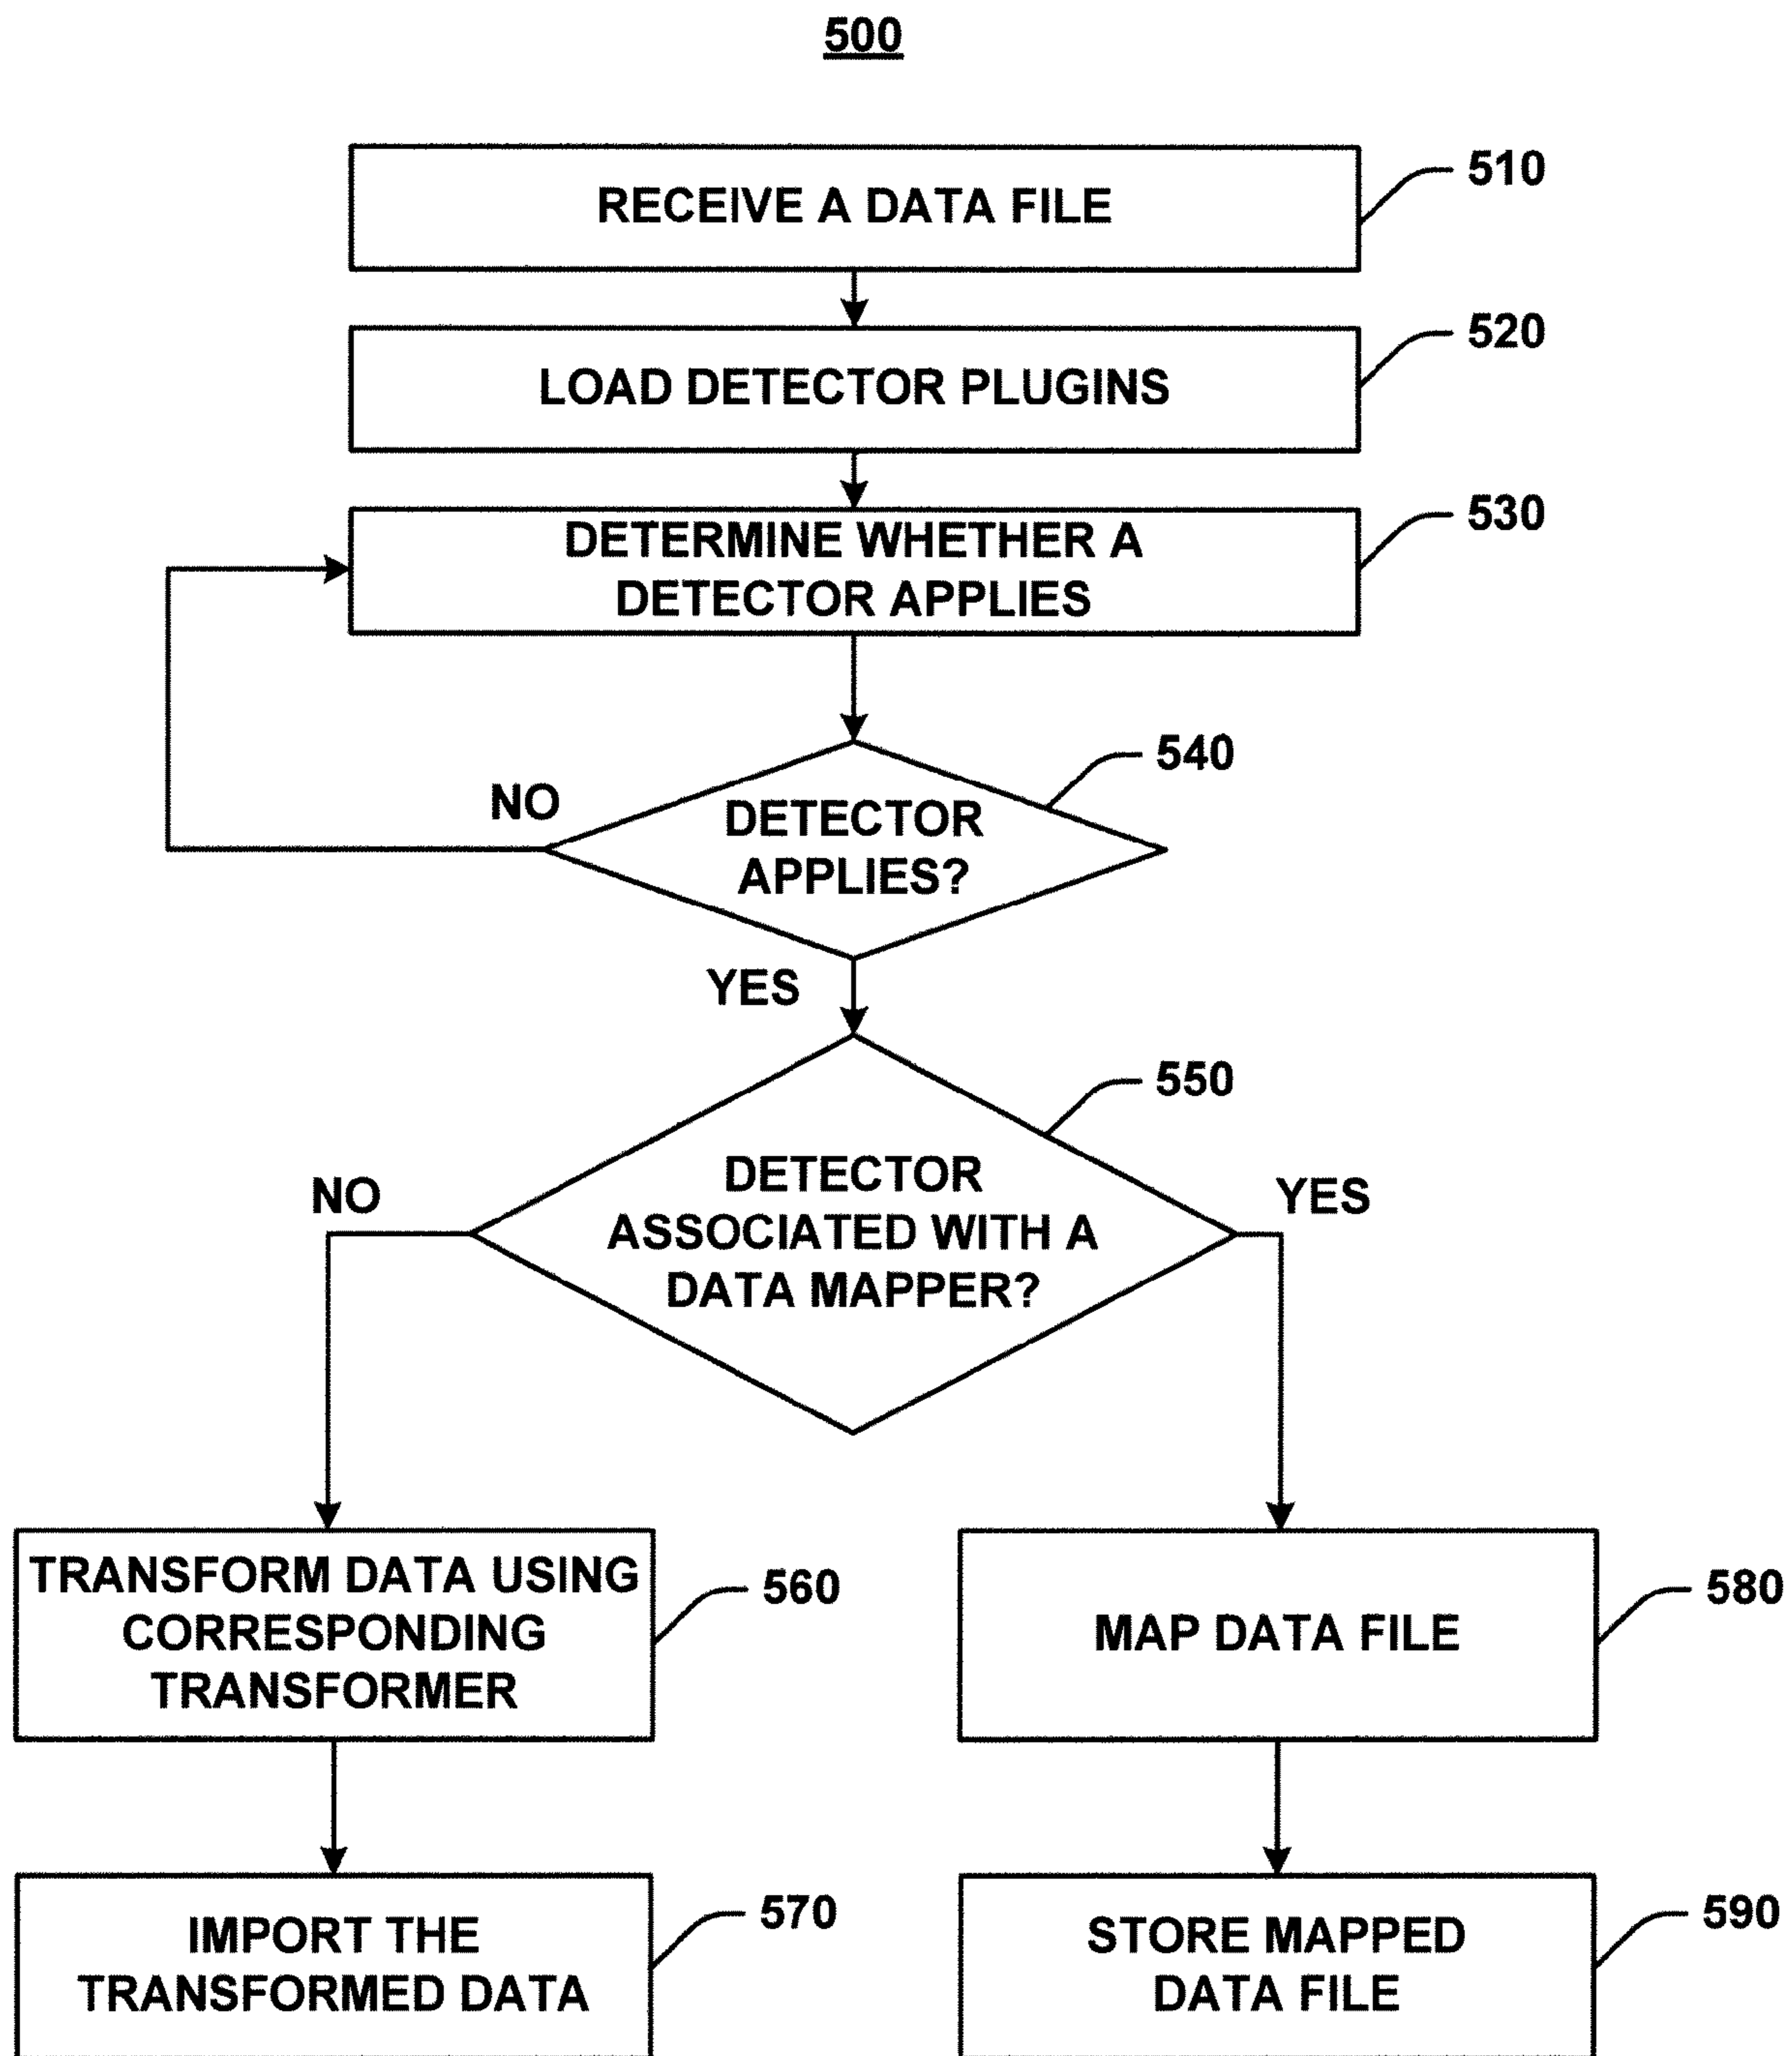 500
RECEIVE A DATA FILE
510
LOAD DETECTOR PLUGINS
520
DETERMINE WHETHER A
DETECTOR APPLIES
530
540
NO
DETECTOR
APPLIES?
YES
550
NO
DETECTOR
ASSOCIATED WITH A
DATA MAPPER?
YES
TRANSFORM DATA USING
CORRESPONDING
TRANSFORMER
560
MAP DATA FILE
580
IMPORT THE
TRANSFORMED DATA
570
STORE MAPPED
DATA FILE
590